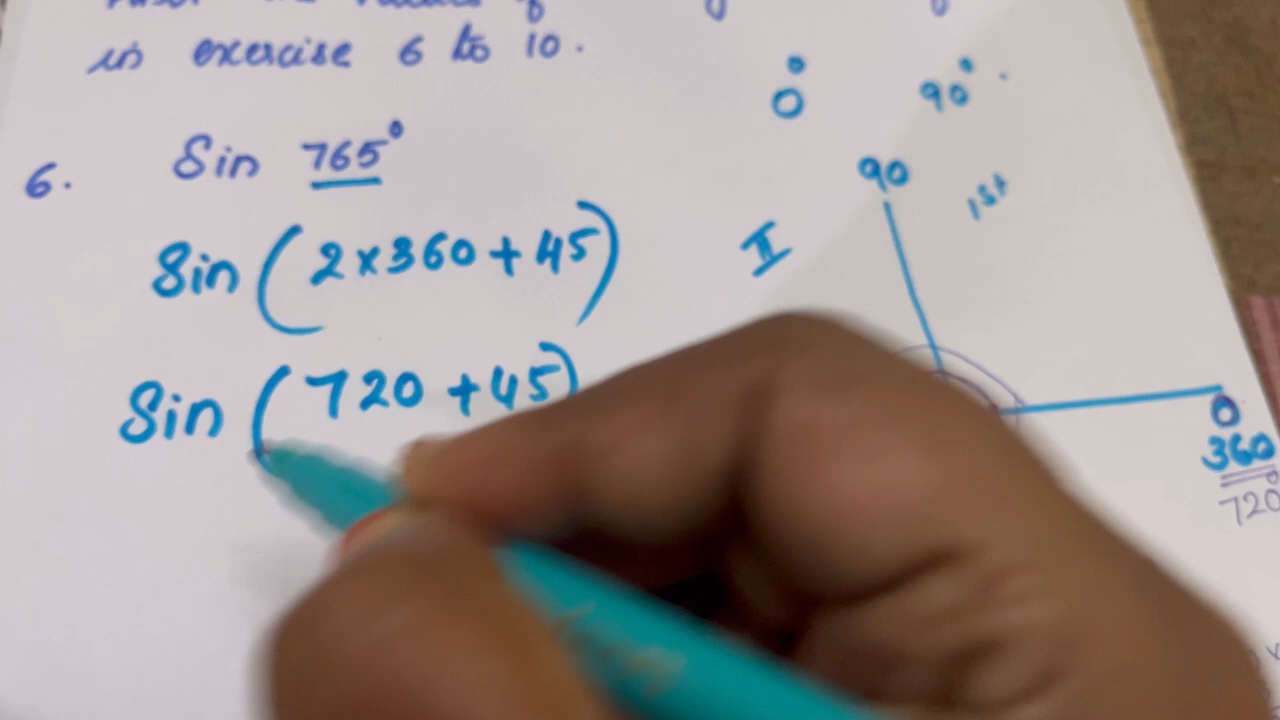 in exercise 6 to 10.
0° 90°.
6. Sin 765°
Sin (2×360+45)
Sin (720 +45)
90
1st
II
0
360
720